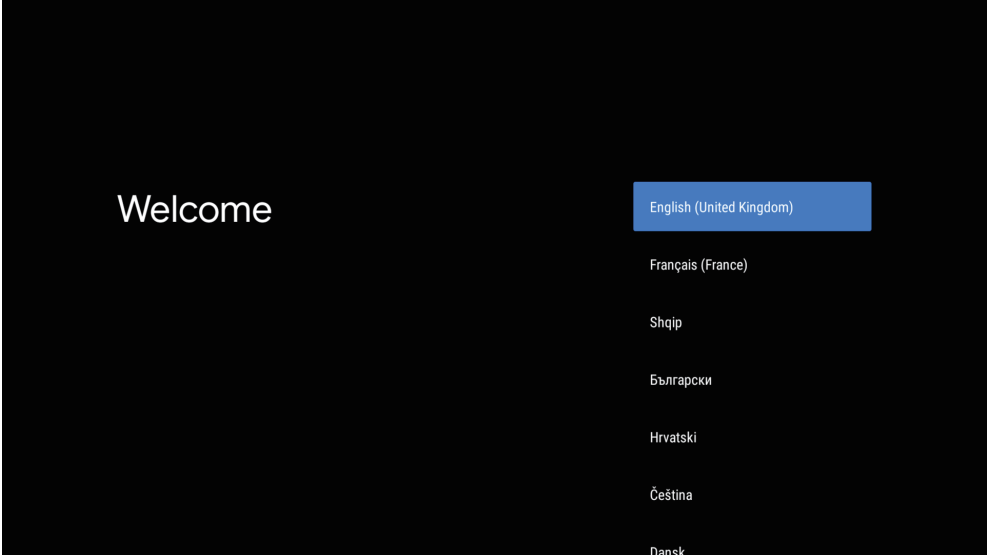 Welcome
English (United Kingdom)
Français (France)
Shqip
Български
Hrvatski
Čeština
Dansk